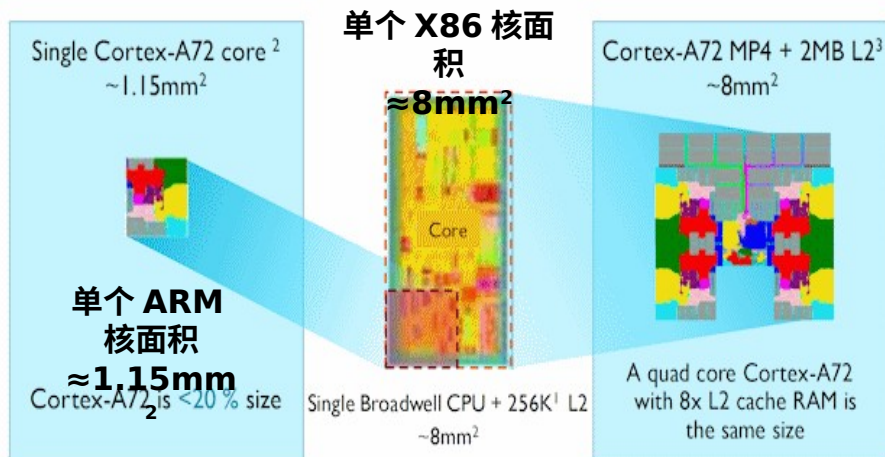 Single Cortex-A72 core ²
~1.15mm²
单个 ARM
核面积
≈1.15mm
2
Cortex-A72 is <20 % size
单个 X86 核面
积
≈8mm²
Core
Single Broadwell CPU + 256K¹ L2
~8mm²
Cortex-A72 MP4 + 2MB L2³
~8mm²
A quad core Cortex-A72
with 8x L2 cache RAM is
the same size